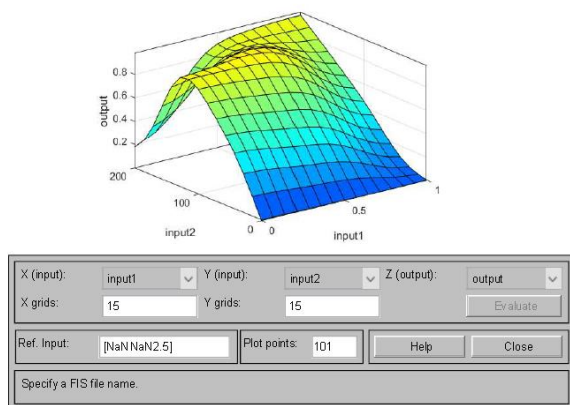 0.8
0.6
0.4
0.2
output
200
100
0
input2
0
0.5
1
input1
X (input): input1 Y (input): input2 Z (output): output
X grids: 15 Y grids: 15 Evaluate
Ref. Input: [NaN NaN 2.5] Plot points: 101 Help Close
Specify a FIS file name.